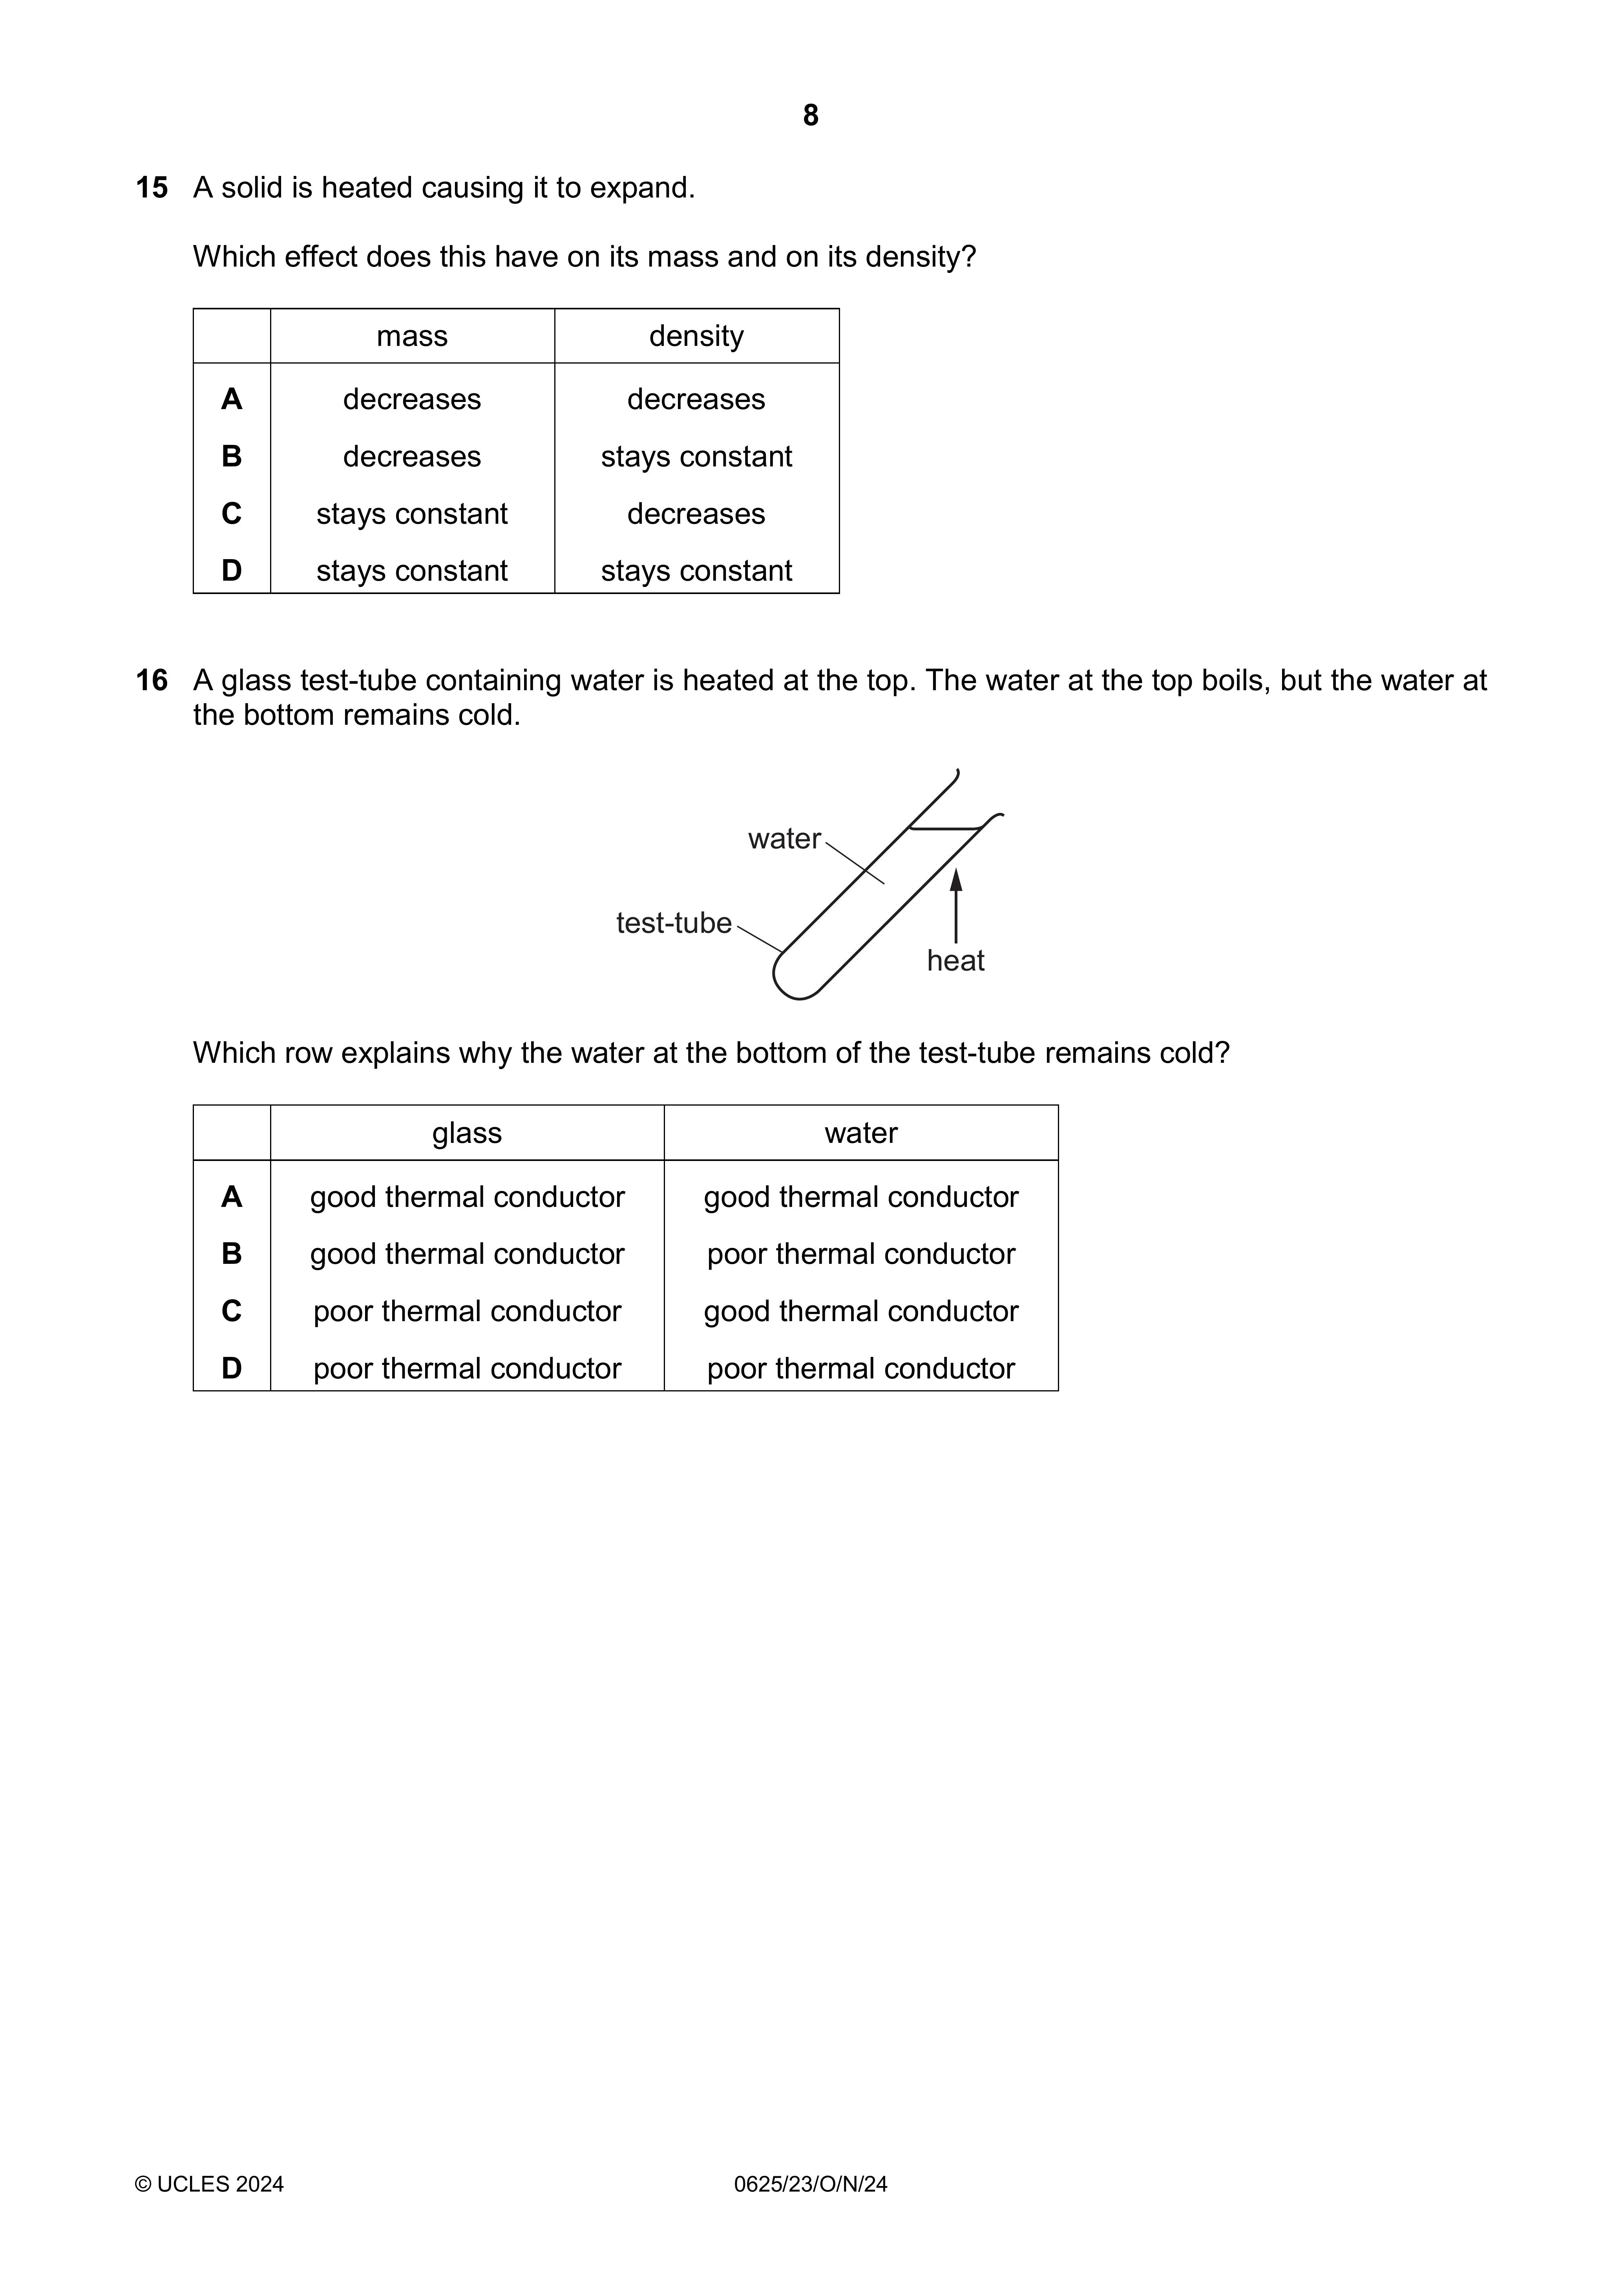 8
15 A solid is heated causing it to expand.
Which effect does this have on its mass and on its density?
mass density
A decreases decreases
B decreases stays constant
C stays constant decreases
D stays constant stays constant
16 A glass test-tube containing water is heated at the top. The water at the top boils, but the water at
the bottom remains cold.
water
test-tube
heat
Which row explains why the water at the bottom of the test-tube remains cold?
glass water
A good thermal conductor good thermal conductor
B good thermal conductor poor thermal conductor
C poor thermal conductor good thermal conductor
D poor thermal conductor poor thermal conductor
© UCLES 2024 0625/23/O/N/24